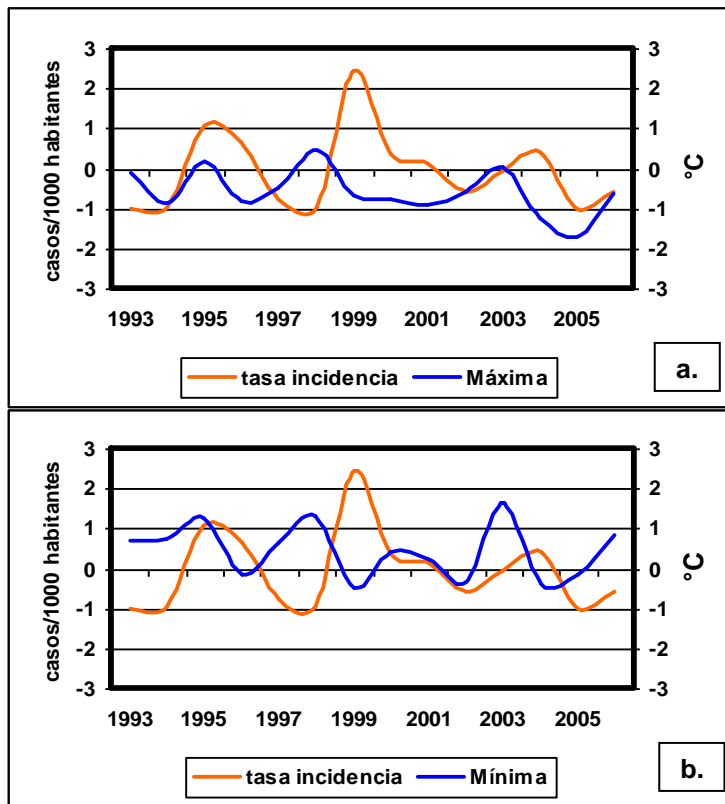 casos/1000 habitantes
3
2
1
0
-1
-2
-3
3
2
1
0
-1
-2
-3
°C
1993 1995 1997 1999 2001 2003 2005
tasa incidencia Máxima
a.
casos/1000 habitantes
3
2
1
0
-1
-2
-3
3
2
1
0
-1
-2
-3
°C
1993 1995 1997 1999 2001 2003 2005
tasa incidencia Mínima
b.